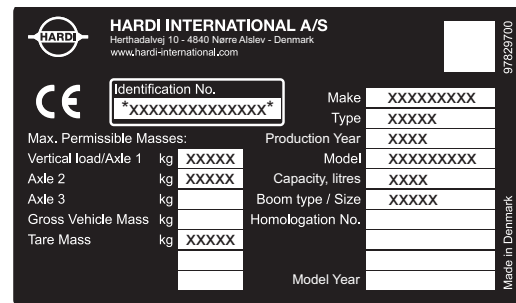 HARDI
HARDI INTERNATIONAL A/S
Herthadalvej 10 - 4840 Nørre Alslev - Denmark
www.hardi-international.com
97829700
CE
Identification No.
*XXXXXXXXXXXXXX*
Make XXXXXXXXX
Type XXXXX
Max. Permissible Masses:
Production Year XXXX
Vertical load/Axle 1 kg XXXXX
Model XXXXXXXXX
Axle 2 kg XXXXX
Capacity, litres XXXX
Axle 3 kg
Boom type / Size XXXXX
Gross Vehicle Mass kg
Homologation No.
Tare Mass kg XXXXX
Model Year
Made in Denmark